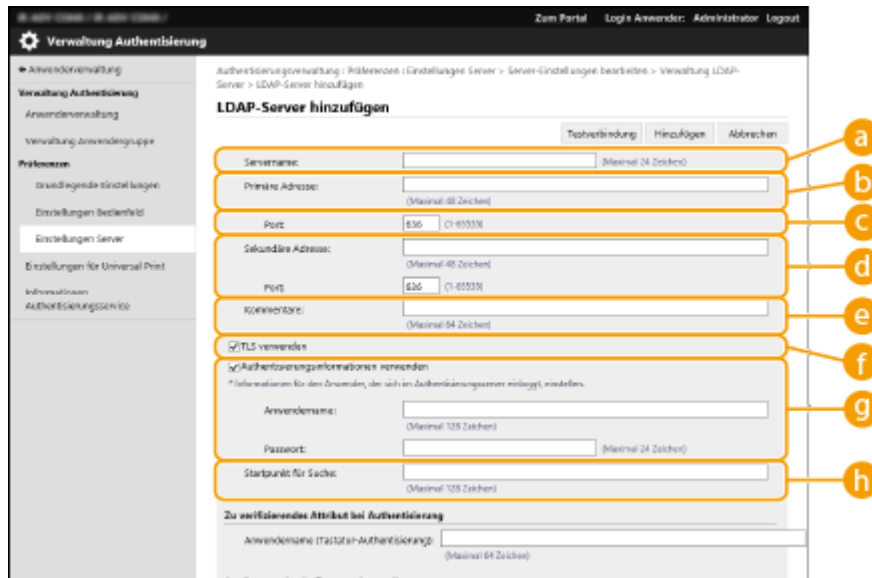 Zum Portal Login Anwender: Administrator Logout
Verwaltung Authentisierung
Anwenderverwaltung
Authentisierungsverwaltung : Präferenzen : Einstellungen Server > Server-Einstellungen bearbeiten > Verwaltung LDAP-
Server > LDAP-Server hinzufügen
Verwaltung Authentisierung
Anwenderverwaltung
Verwaltung Anwendergruppe
Präferenzen
Grundlegende Einstellungen
Einstellungen Bedienfeld
Einstellungen Server
Einstellungen für Universal Print
Informationen
Authentisierungsservice
LDAP-Server hinzufügen
Testverbindung Hinzufügen Abbrechen
Servername: (Maximal 24 Zeichen)
a
Primäre Adresse:
(Maximal 48 Zeichen)
b
Port: 636 (1-65535)
c
Sekundäre Adresse:
(Maximal 48 Zeichen)
Port: 636 (1-65535)
d
Kommentare:
(Maximal 64 Zeichen)
e
TLS verwenden
f
Authentisierungsinformationen verwenden
* Informationen für den Anwender, der sich im Authentisierungsserver einloggt, einstellen.
Anwendername:
(Maximal 128 Zeichen)
Passwort: (Maximal 24 Zeichen)
g
Startpunkt für Suche:
(Maximal 128 Zeichen)
h
Zu verifizierendes Attribut bei Authentisierung
Anwendername (Tastatur-Authentisierung):
(Maximal 64 Zeichen)